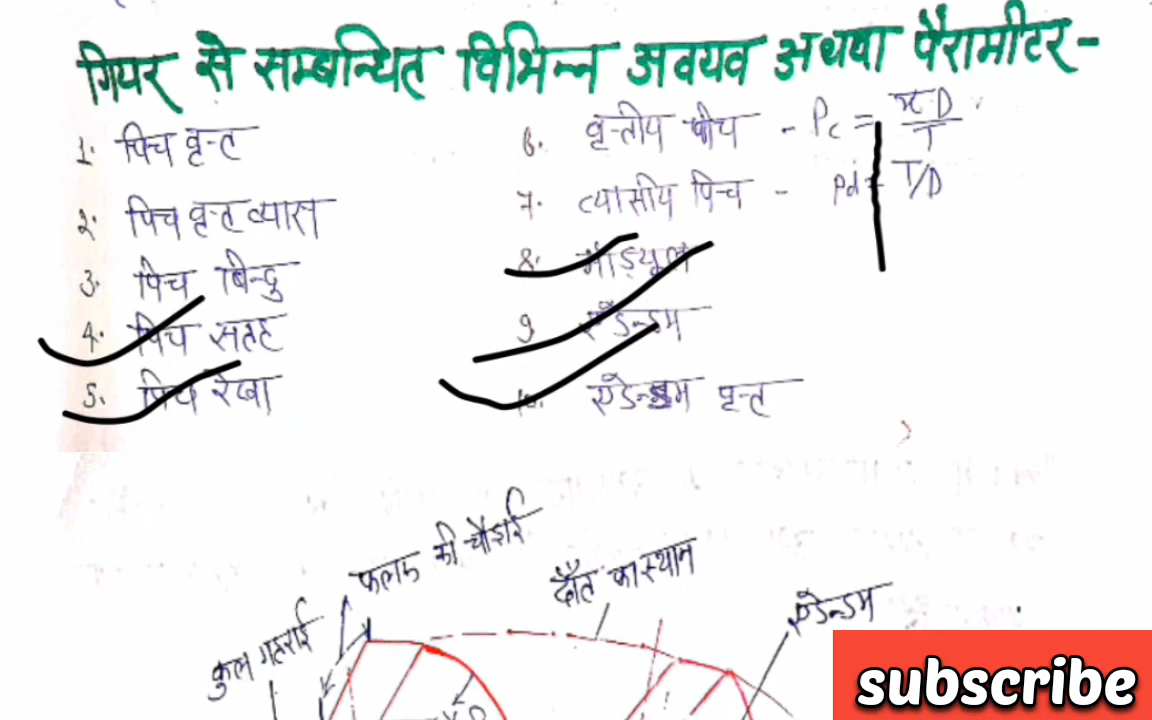 गियर से सम्बन्धित विभिन्न अवयव अथवा पैरामीटर-
1. पिच वृत्त
2. पिच वृत्त व्यास
3. पिच बिन्दु
4. पिच सतह
5. पिच रेखा
6. वृत्तीय पीच - Pc = πD/T
7. व्यासीय पिच - Pd = T/D
8. माड्यूल
9 एडेन्डम
10. एडेन्डम वृत्त
फलक की चौड़ाई
दाँत का स्थान
एडेन्डम
कुल गहराई
subscribe